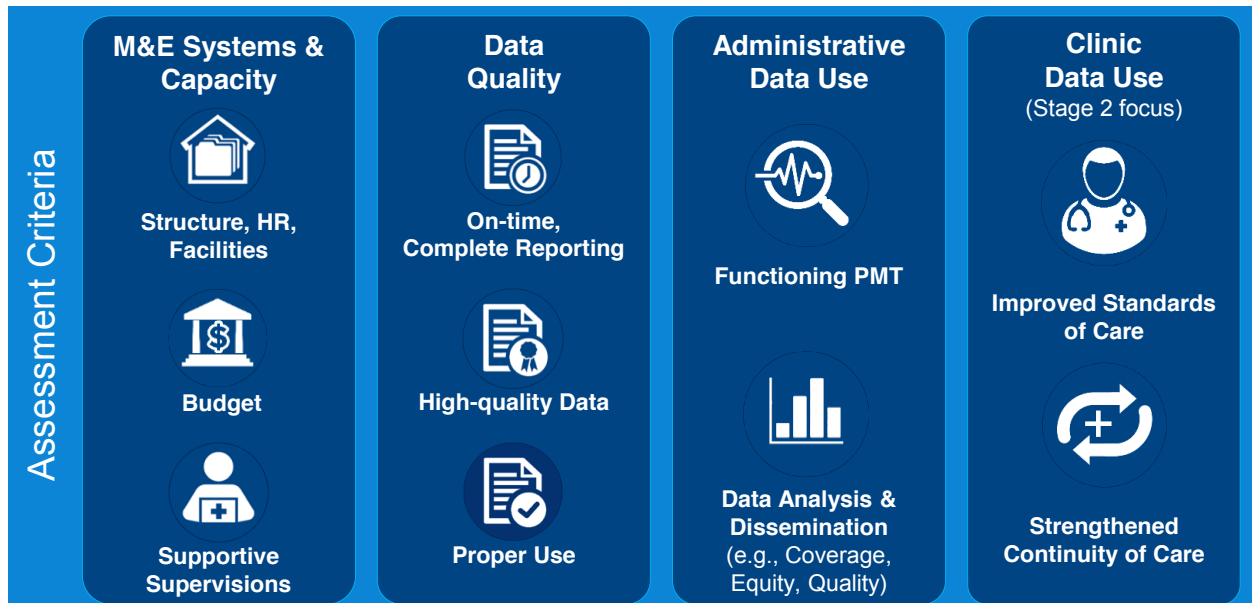 Assessment Criteria
M&E Systems &
Capacity
Structure, HR,
Facilities
$
Budget
Supportive
Supervisions
Data
Quality
On-time,
Complete Reporting
High-quality Data
Proper Use
Administrative
Data Use
Functioning PMT
Data Analysis &
Dissemination
(e.g., Coverage,
Equity, Quality)
Clinic
Data Use
(Stage 2 focus)
Improved Standards
of Care
Strengthened
Continuity of Care